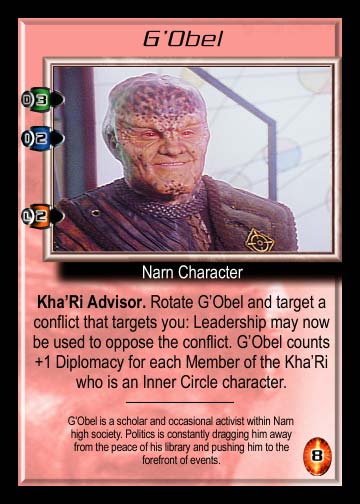 G'Obel
D 3
I 2
L 2
Narn Character
Kha'Ri Advisor. Rotate G'Obel and target a
conflict that targets you: Leadership may now
be used to oppose the conflict. G'Obel counts
+1 Diplomacy for each Member of the Kha'Ri
who is an Inner Circle character.
G'Obel is a scholar and occasional activist within Narn
high society. Politics is constantly dragging him away
from the peace of his library and pushing him to the
forefront of events.
8